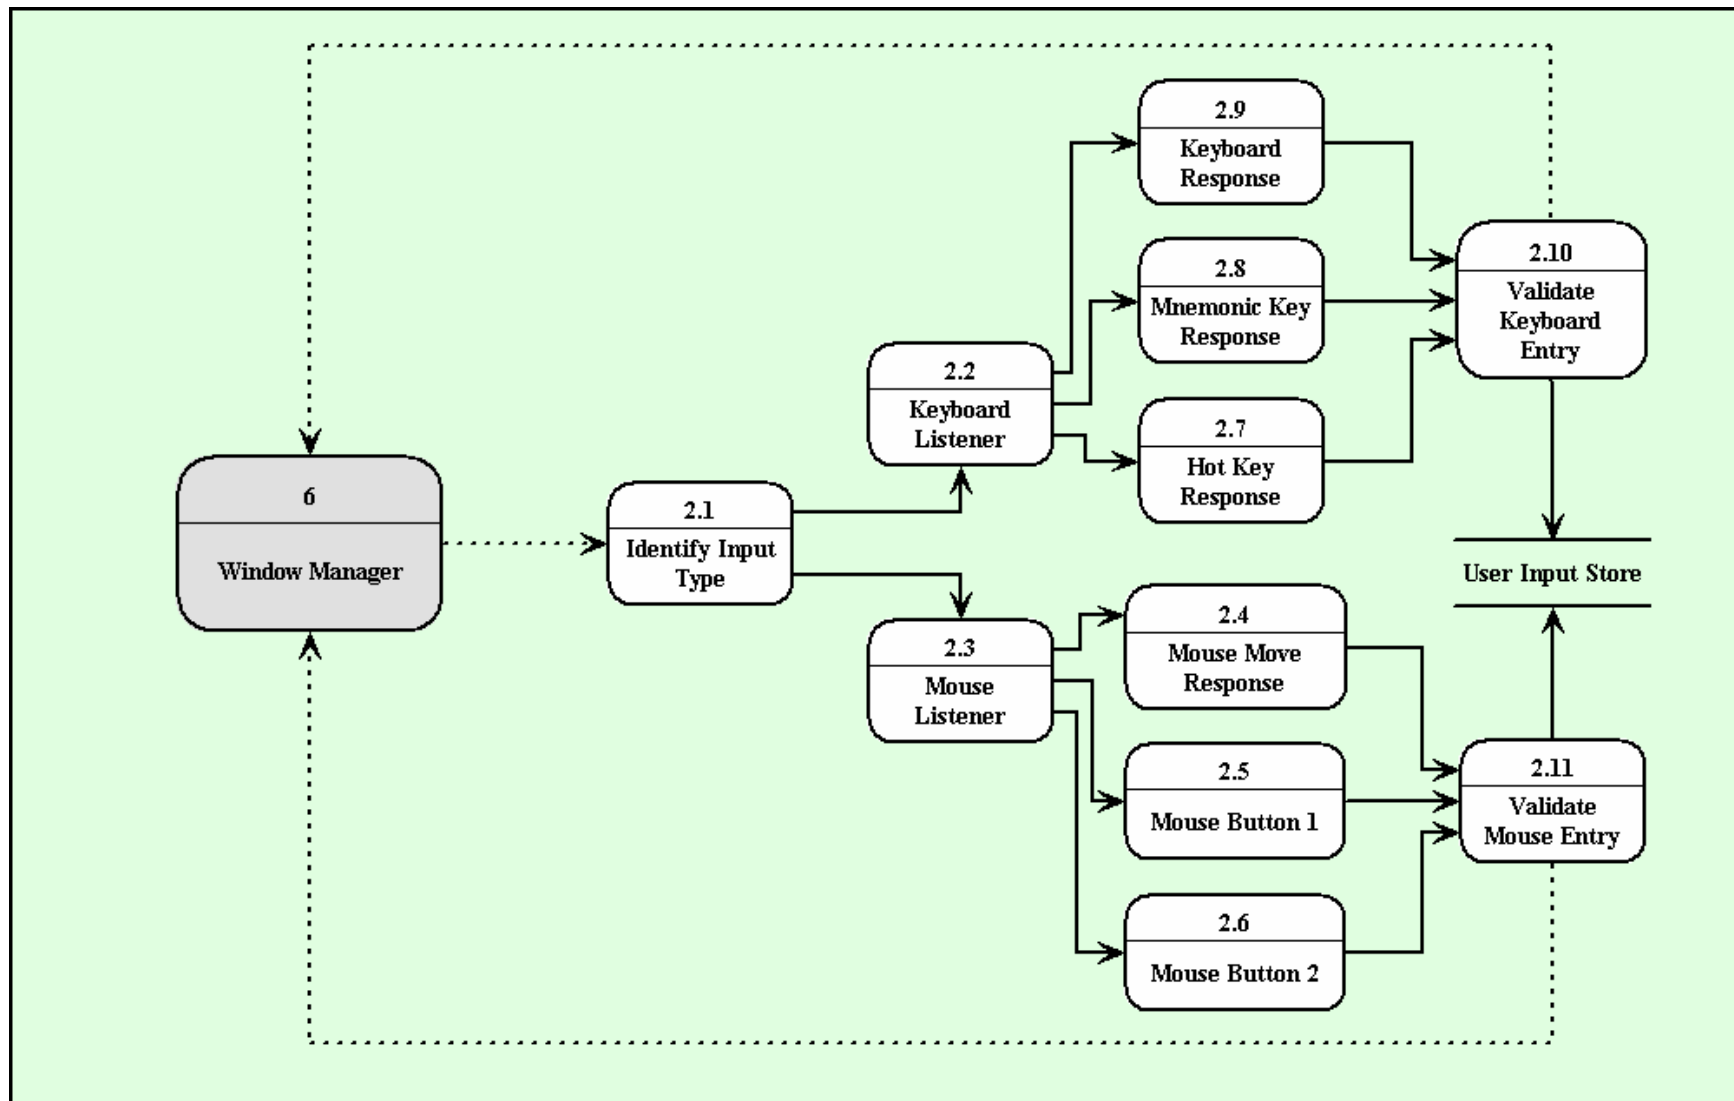 2.9
Keyboard
Response
2.8
Mnemonic Key
Response
2.10
Validate
Keyboard
Entry
2.2
Keyboard
Listener
2.7
Hot Key
Response
6
Window Manager
2.1
Identify Input
Type
User Input Store
2.3
Mouse
Listener
2.4
Mouse Move
Response
2.5
Mouse Button 1
2.11
Validate
Mouse Entry
2.6
Mouse Button 2